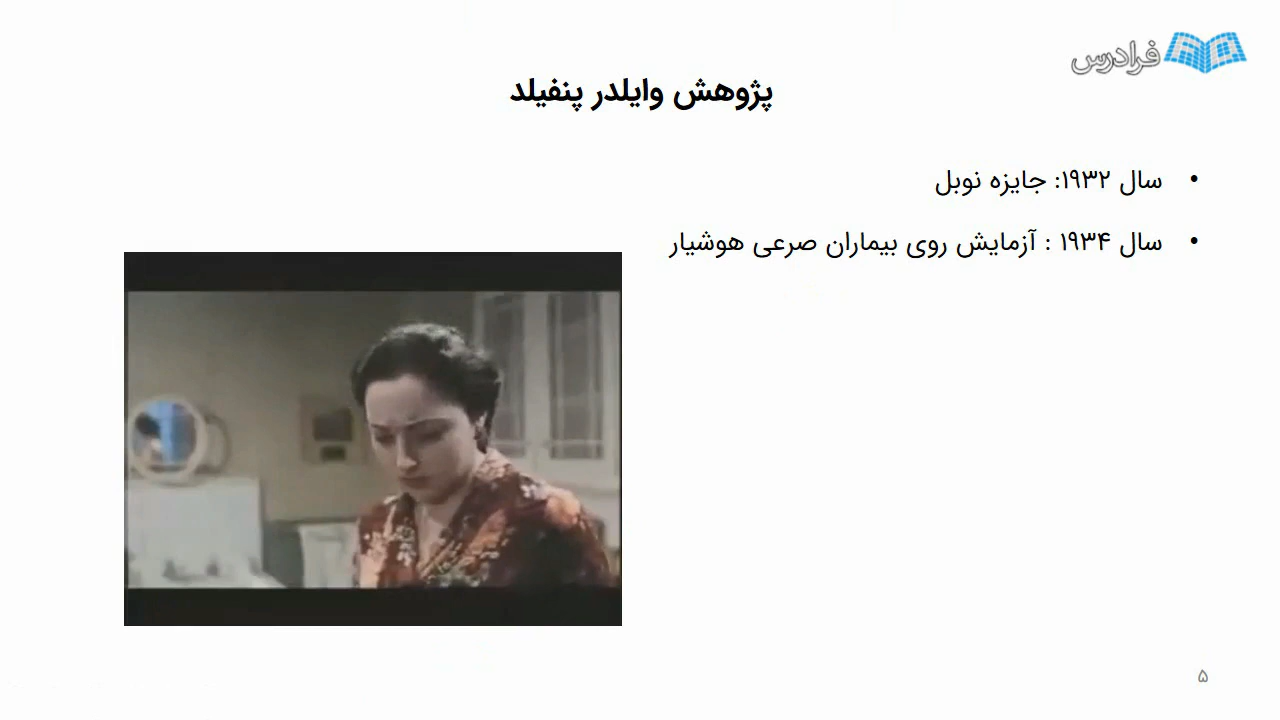 فرادرس
پژوهش وایلدر پنفیلد
• سال ۱۹۳۲: جایزه نوبل
• سال ۱۹۳۴ : آزمایش روی بیماران صرعی هوشیار
۵